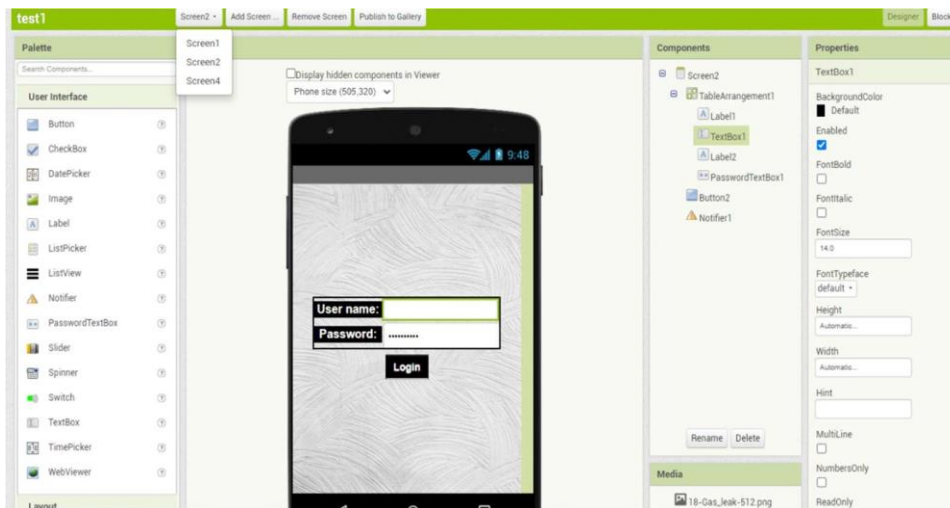 test1
Screen2
Add Screen ...
Remove Screen
Publish to Gallery
Designer
Block
Screen1
Screen2
Screen4
Palette
Search Components...
User Interface
Button
CheckBox
DatePicker
Image
Label
ListPicker
ListView
Notifier
PasswordTextBox
Slider
Spinner
Switch
TextBox
TimePicker
WebViewer
Layout
Display hidden components in Viewer
Phone size (505,320)
9:48
User name:
Password:
Login
Components
Screen2
TableArrangement1
Label1
TextBox1
Label2
PasswordTextBox1
Button2
Notifier1
Rename
Delete
Media
18-Gas_leak-512.png
Properties
TextBox1
BackgroundColor
Default
Enabled
FontBold
FontItalic
FontSize
14.0
FontTypeface
default
Height
Automatic...
Width
Automatic...
Hint
MultiLine
NumbersOnly
ReadOnly